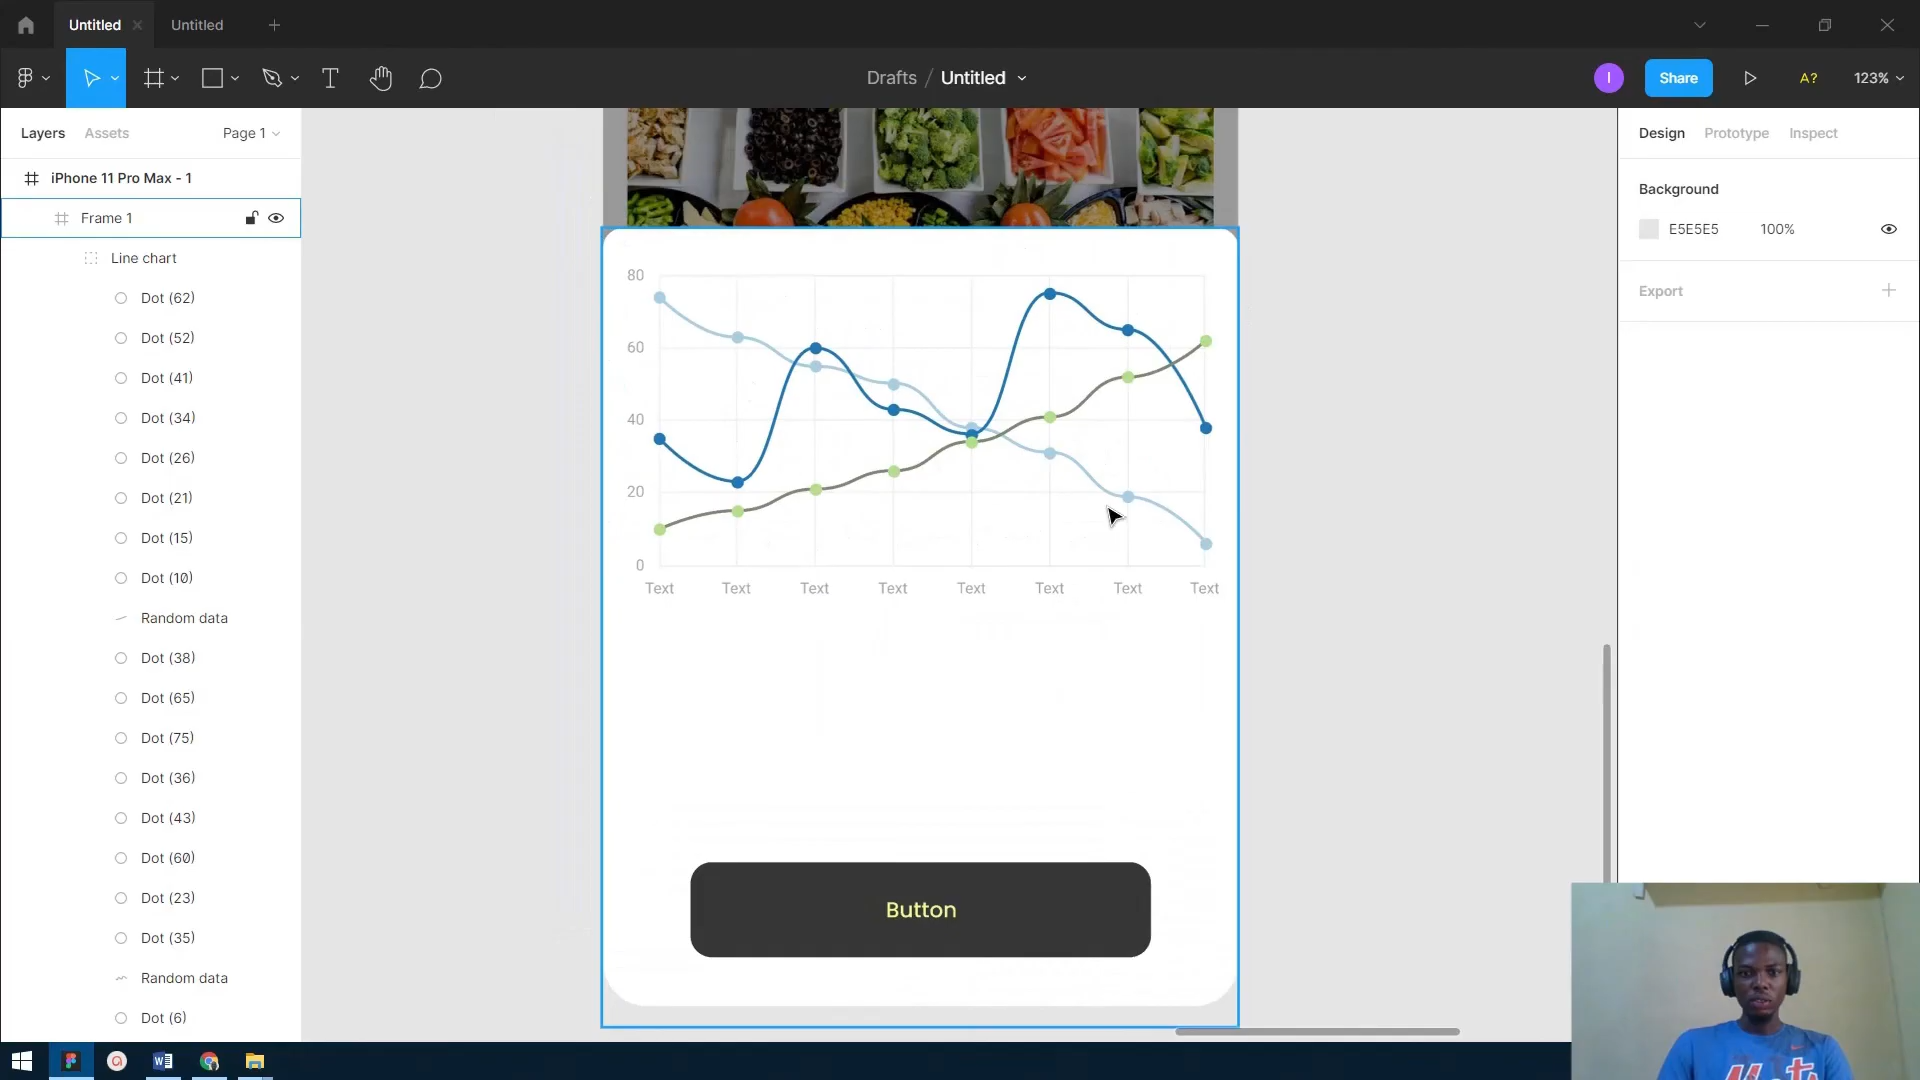 Untitled
Untitled
Drafts / Untitled
I
Share
A?
123%
Layers
Assets
Page 1
iPhone 11 Pro Max - 1
Frame 1
Line chart
Dot (62)
Dot (52)
Dot (41)
Dot (34)
Dot (26)
Dot (21)
Dot (15)
Dot (10)
Random data
Dot (38)
Dot (65)
Dot (75)
Dot (36)
Dot (43)
Dot (60)
Dot (23)
Dot (35)
Random data
Dot (6)
80
60
40
20
0
Text Text Text Text Text Text Text Text
Button
Design
Prototype
Inspect
Background
E5E5E5
100%
Export